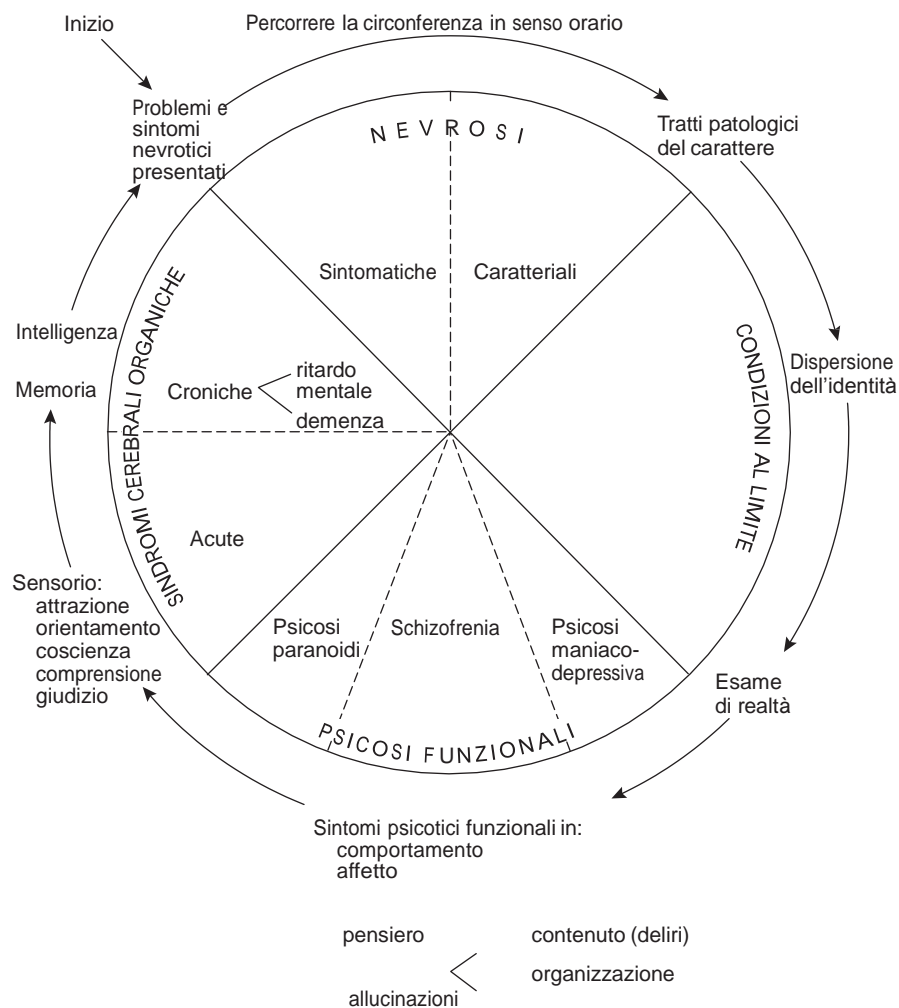 Inizio
Percorrere la circonferenza in senso orario
Problemi e
sintomi
nevrotici
presentati
NEVROSI
Tratti patologici
del carattere
Sintomatiche
Caratteriali
Intelligenza
Memoria
SINDROMI CEREBRALI ORGANICHE
Croniche
ritardo
mentale
demenza
CONDIZIONI AL LIMITE
Dispersione
dell'identità
Acute
Sensorio:
attrazione
orientamento
coscienza
comprensione
giudizio
Psicosi
paranoidi
Schizofrenia
Psicosi
maniaco-
depressiva
Esame
di realtà
PSICOSI FUNZIONALI
Sintomi psicotici funzionali in:
comportamento
affetto
pensiero
contenuto (deliri)
organizzazione
allucinazioni